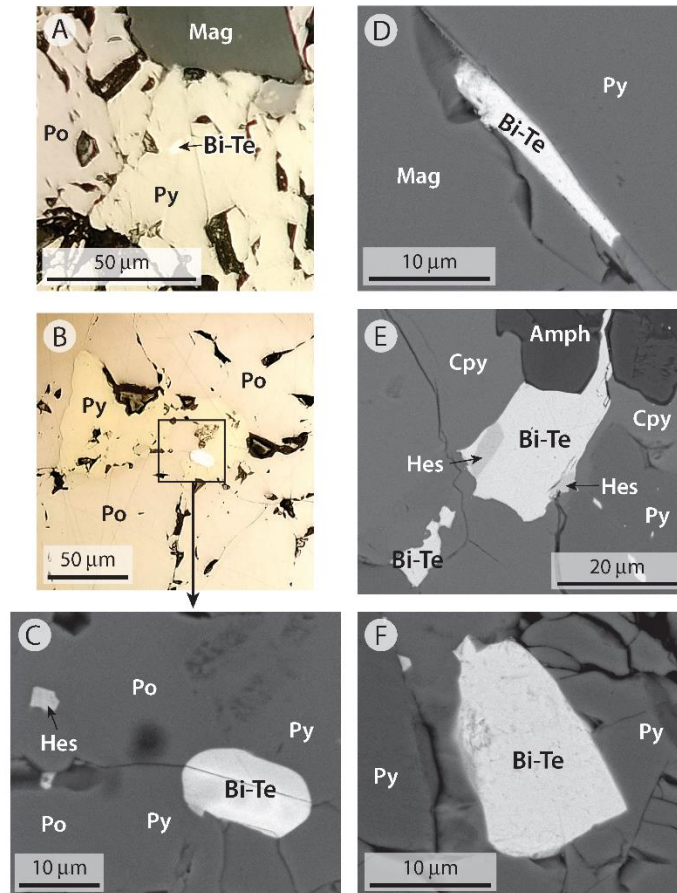 A
Mag
Po
Bi-Te
Py
50 µm
B
Po
Py
Po
50 µm
C
Po
Hes
Py
Bi-Te
Po
Py
10 µm
D
Py
Bi-Te
Mag
10 µm
E
Amph
Cpy
Bi-Te
Cpy
Hes
Hes
Py
Bi-Te
20 µm
F
Py
Bi-Te
Py
10 µm